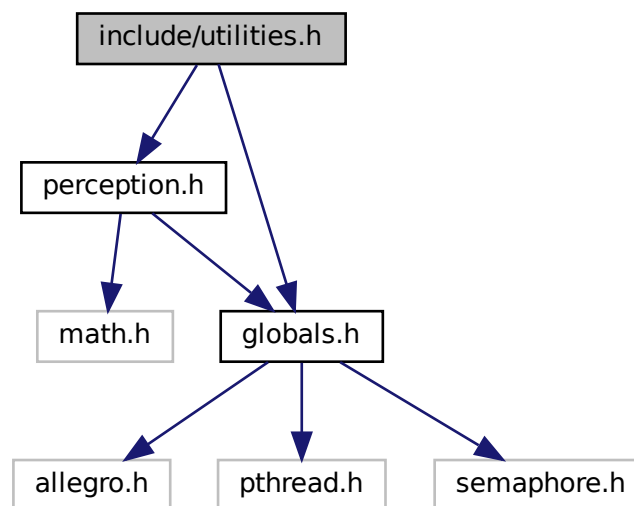 include/utilities.h
perception.h
math.h
globals.h
allegro.h
pthread.h
semaphore.h